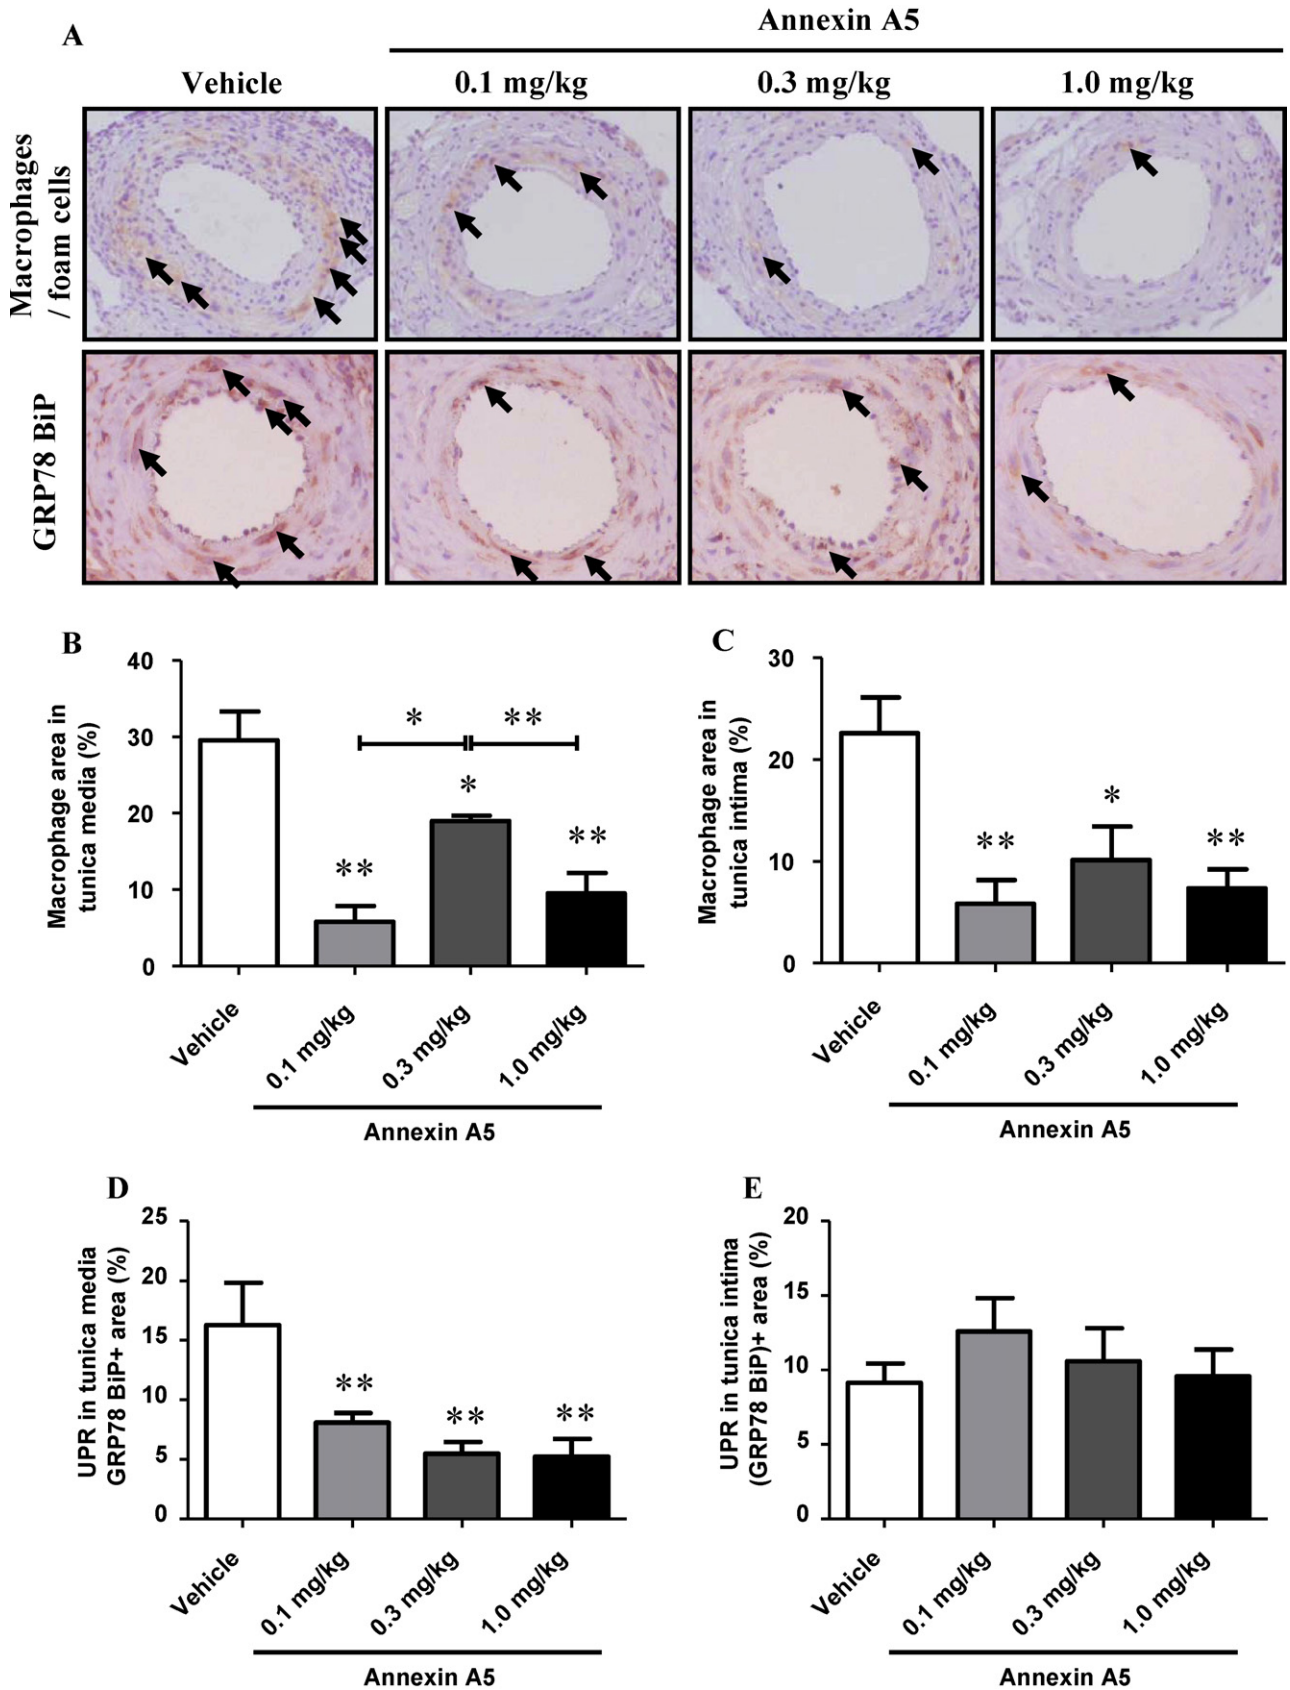 A
Annexin A5
Vehicle
0.1 mg/kg
0.3 mg/kg
1.0 mg/kg
Macrophages
/ foam cells
GRP78 BiP
B
Macrophage area in
tunica media (%)
40
30
20
10
0
*
**
**
*
**
Vehicle
0.1 mg/kg
0.3 mg/kg
1.0 mg/kg
Annexin A5
C
Macrophage area in
tunica intima (%)
30
20
10
0
**
*
**
Vehicle
0.1 mg/kg
0.3 mg/kg
1.0 mg/kg
Annexin A5
D
UPR in tunica media
GRP78 BiP+ area (%)
25
20
15
10
5
0
**
**
**
Vehicle
0.1 mg/kg
0.3 mg/kg
1.0 mg/kg
Annexin A5
E
UPR in tunica intima
(GRP78 BiP)+ area (%)
20
15
10
5
0
Vehicle
0.1 mg/kg
0.3 mg/kg
1.0 mg/kg
Annexin A5